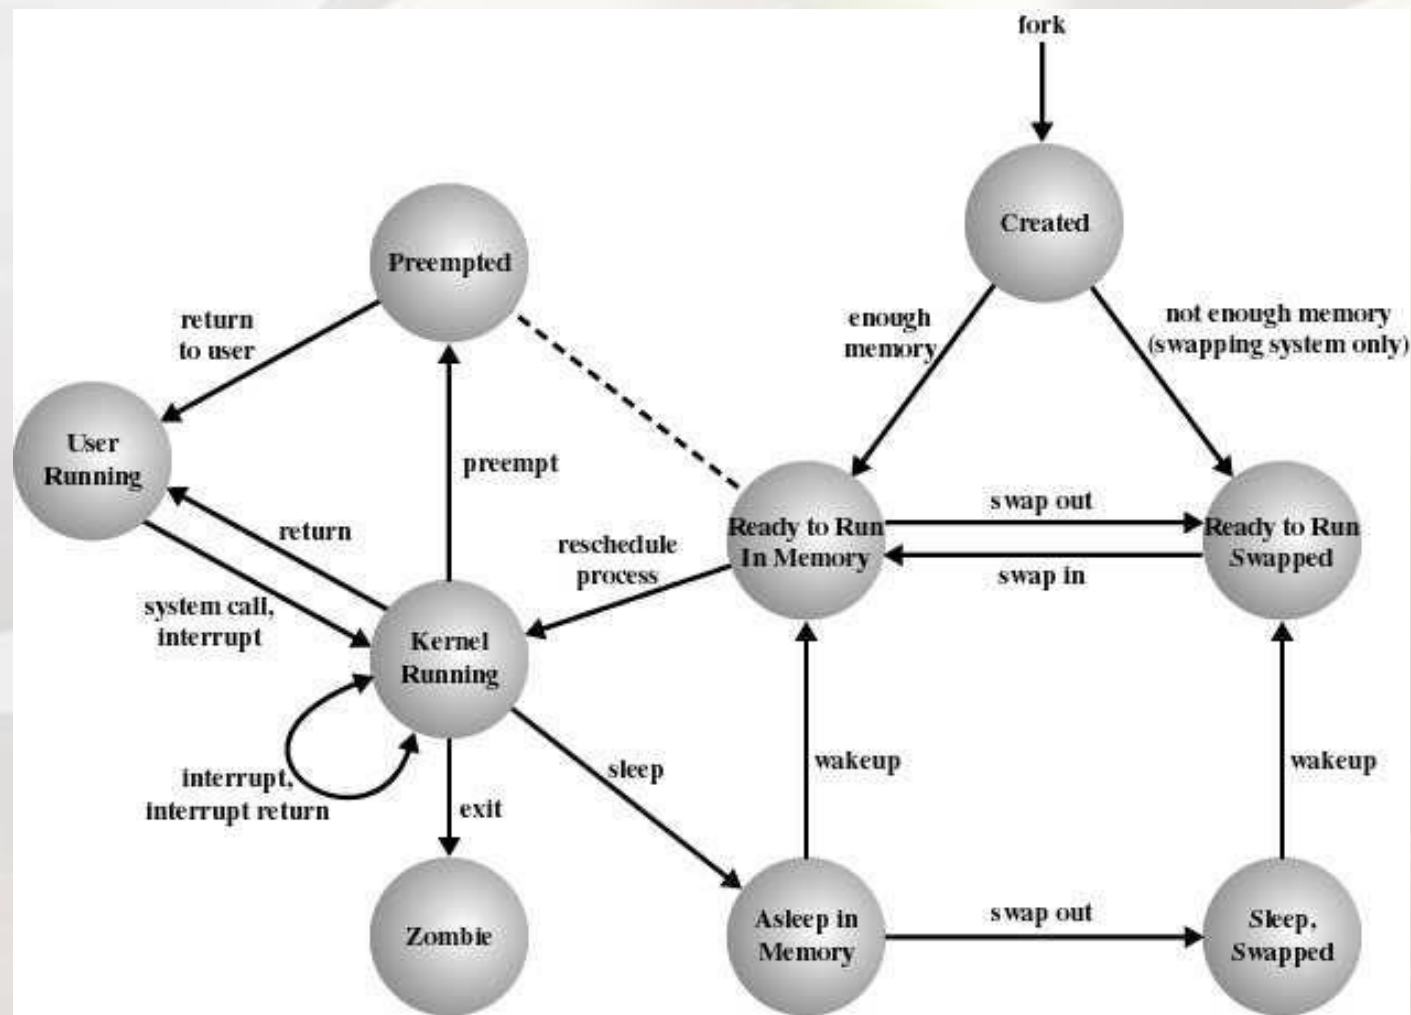 fork
Created
Preempted
enough
memory
not enough memory
(swapping system only)
return
to user
User
Running
preempt
return
reschedule
process
Ready to Run
In Memory
swap out
swap in
Ready to Run
Swapped
system call,
interrupt
Kernel
Running
interrupt,
interrupt return
sleep
exit
wakeup
wakeup
Zombie
Asleep in
Memory
swap out
Sleep,
Swapped